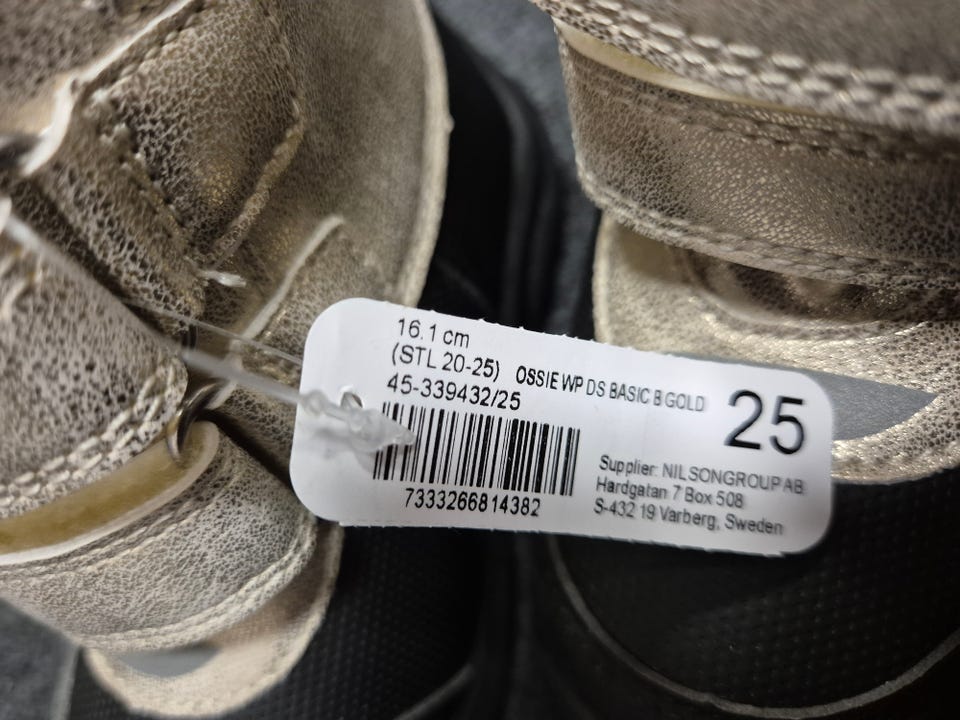 16.1 cm
(STL 20-25) OSSIE WP DS BASIC B GOLD
45-339432/25
25
7333266814382
Supplier: NILSONGROUP AB
Hardgatan 7 Box 508
S-432 19 Varberg, Sweden